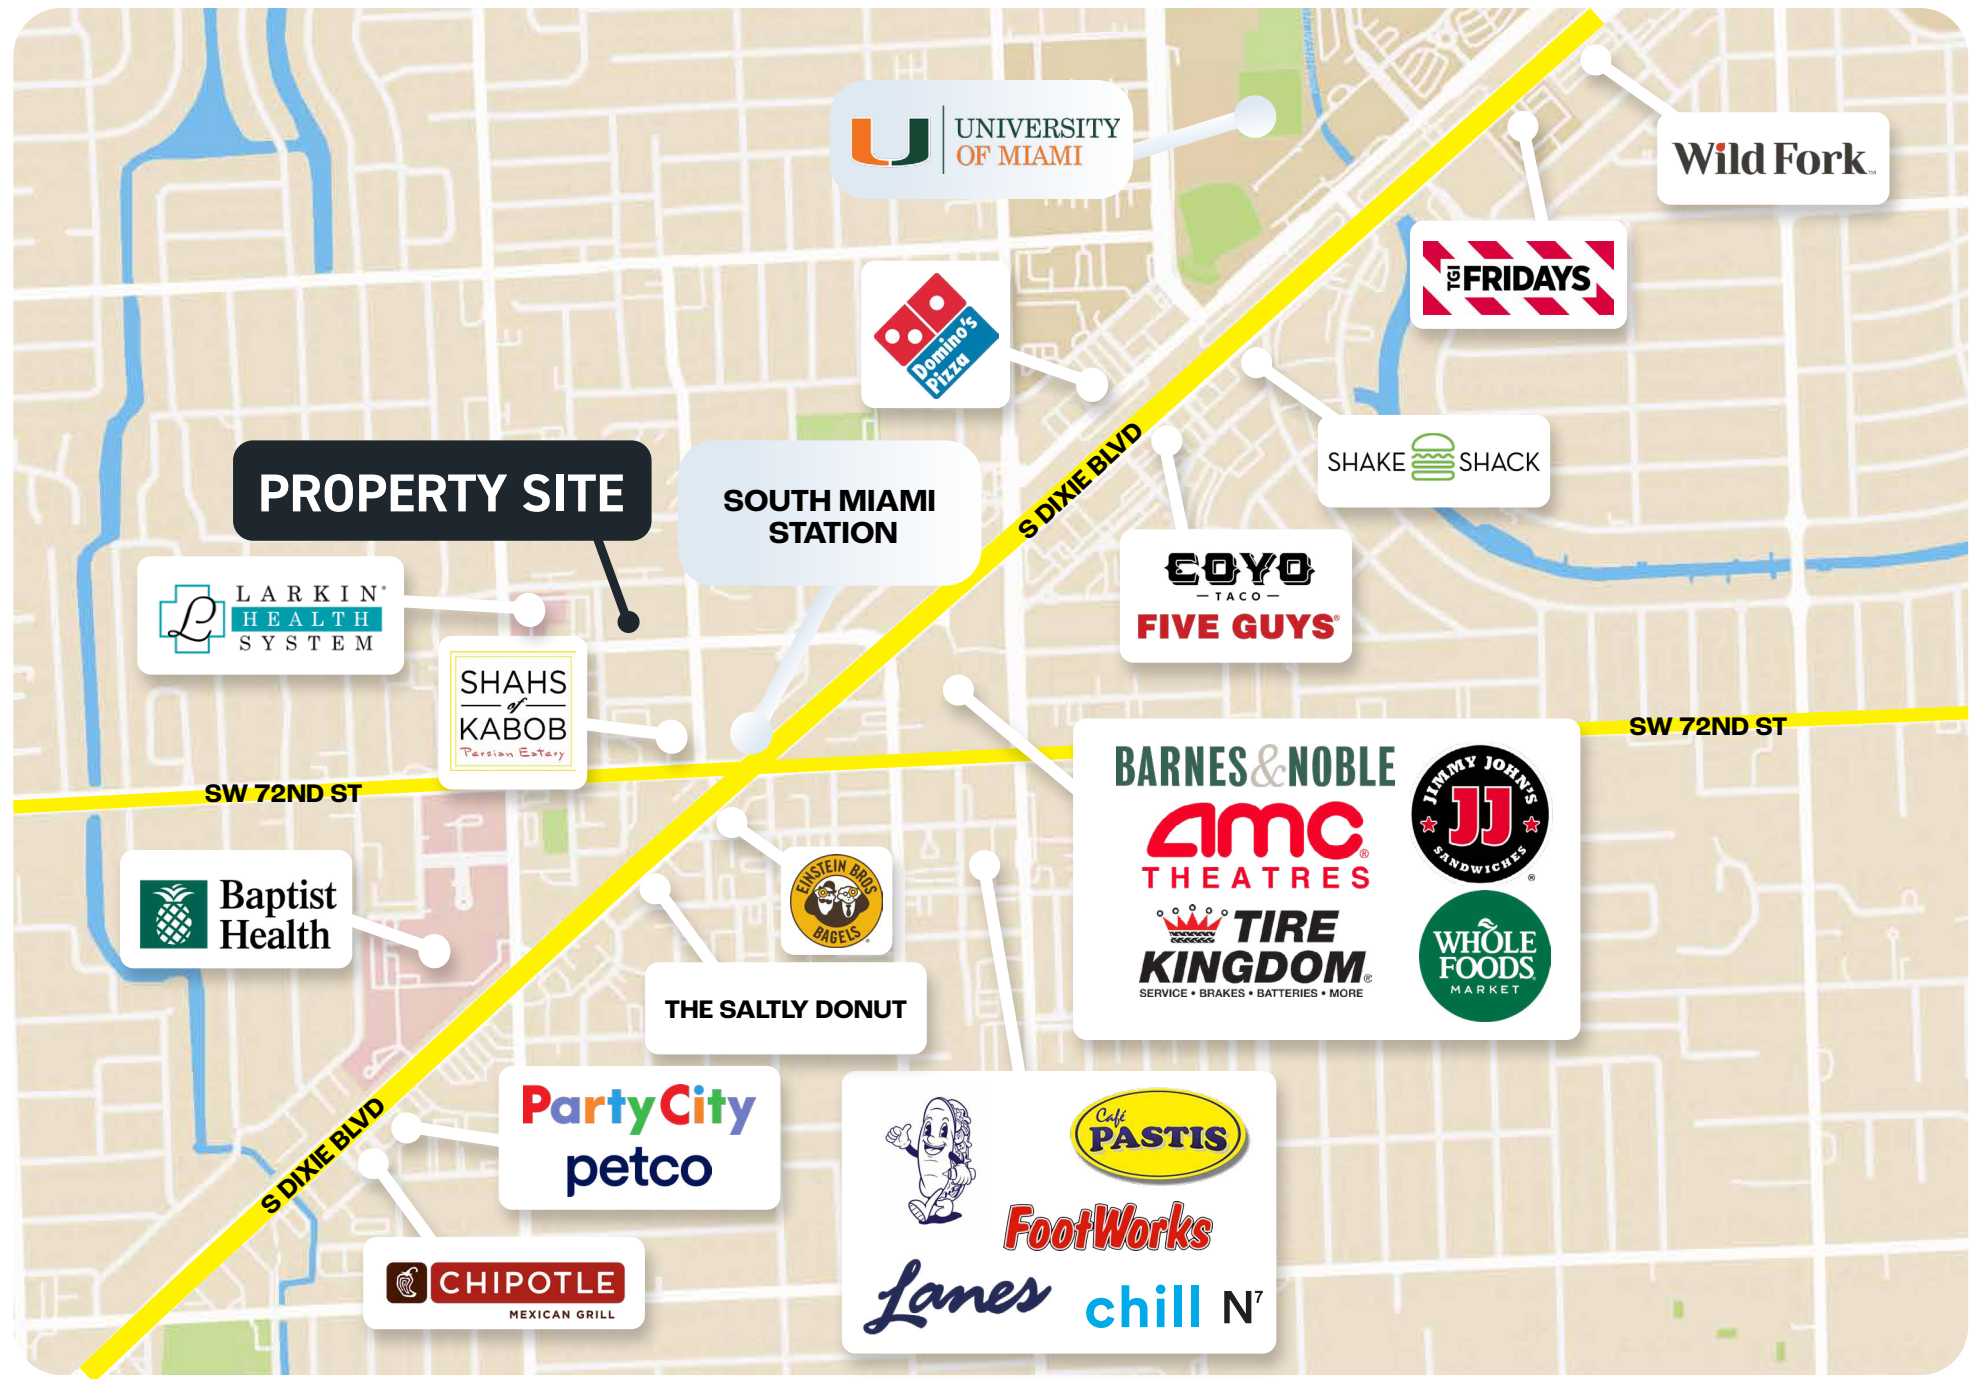 UNIVERSITY
OF MIAMI
Wild Fork™
TGI FRIDAYS
Domino's
Pizza
SHAKE SHACK
S DIXIE BLVD
PROPERTY SITE
SOUTH MIAMI
STATION
COYO
TACO
FIVE GUYS®
LARKIN®
HEALTH
SYSTEM
SHAHS
of
KABOB
Persian Eatery
SW 72ND ST
SW 72ND ST
BARNES & NOBLE
JIMMY JOHN'S
JJ
SANDWICHES®
amc®
THEATRES
TIRE
KINGDOM®
SERVICE • BRAKES • BATTERIES • MORE
WHOLE
FOODS
MARKET
Baptist
Health
EINSTEIN BROS
BAGELS®
THE SALTLY DONUT
Party City
petco
S DIXIE BLVD
CHIPOTLE
MEXICAN GRILL
Café
PASTIS
FootWorks
Lanes
chill N7